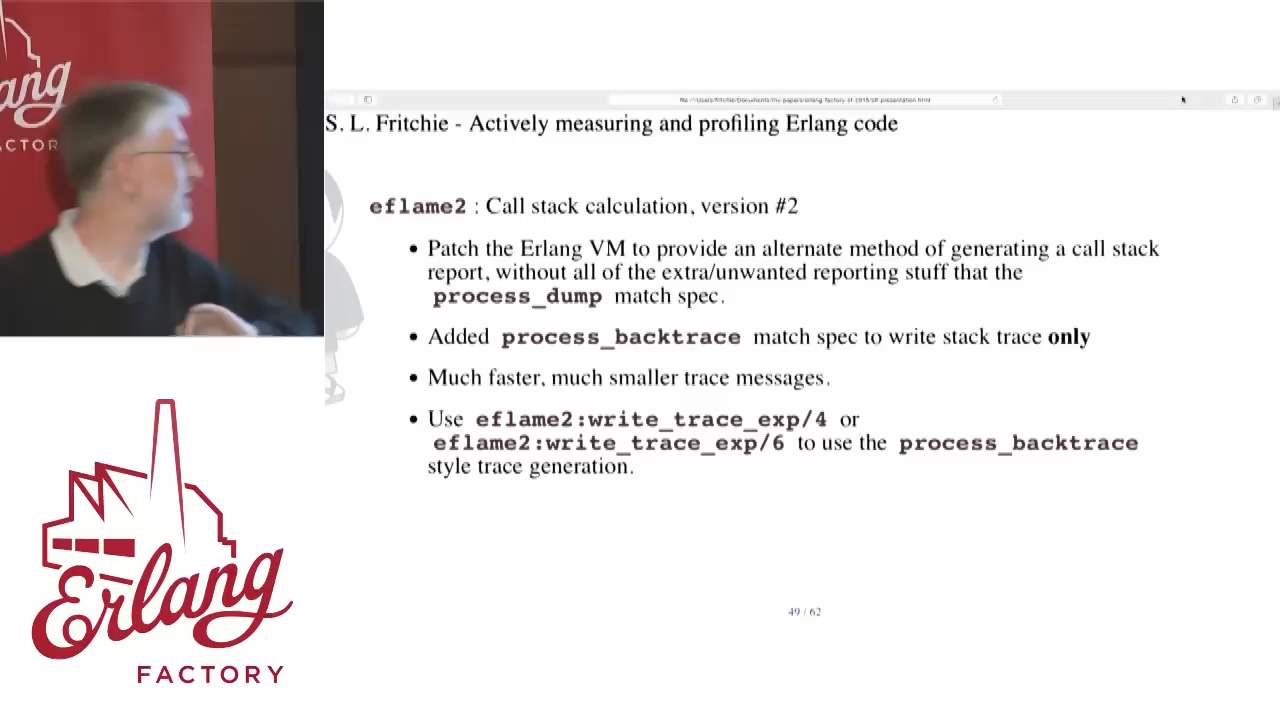 ang
ACTOR
S. L. Fritchie - Actively measuring and profiling Erlang code
eflame2 : Call stack calculation, version #2
• Patch the Erlang VM to provide an alternate method of generating a call stack
report, without all of the extra/unwanted reporting stuff that the
process_dump match spec.
• Added process_backtrace match spec to write stack trace only
• Much faster, much smaller trace messages.
• Use eflame2:write_trace_exp/4 or
eflame2:write_trace_exp/6 to use the process_backtrace
style trace generation.
49 / 62
Erlang
FACTORY